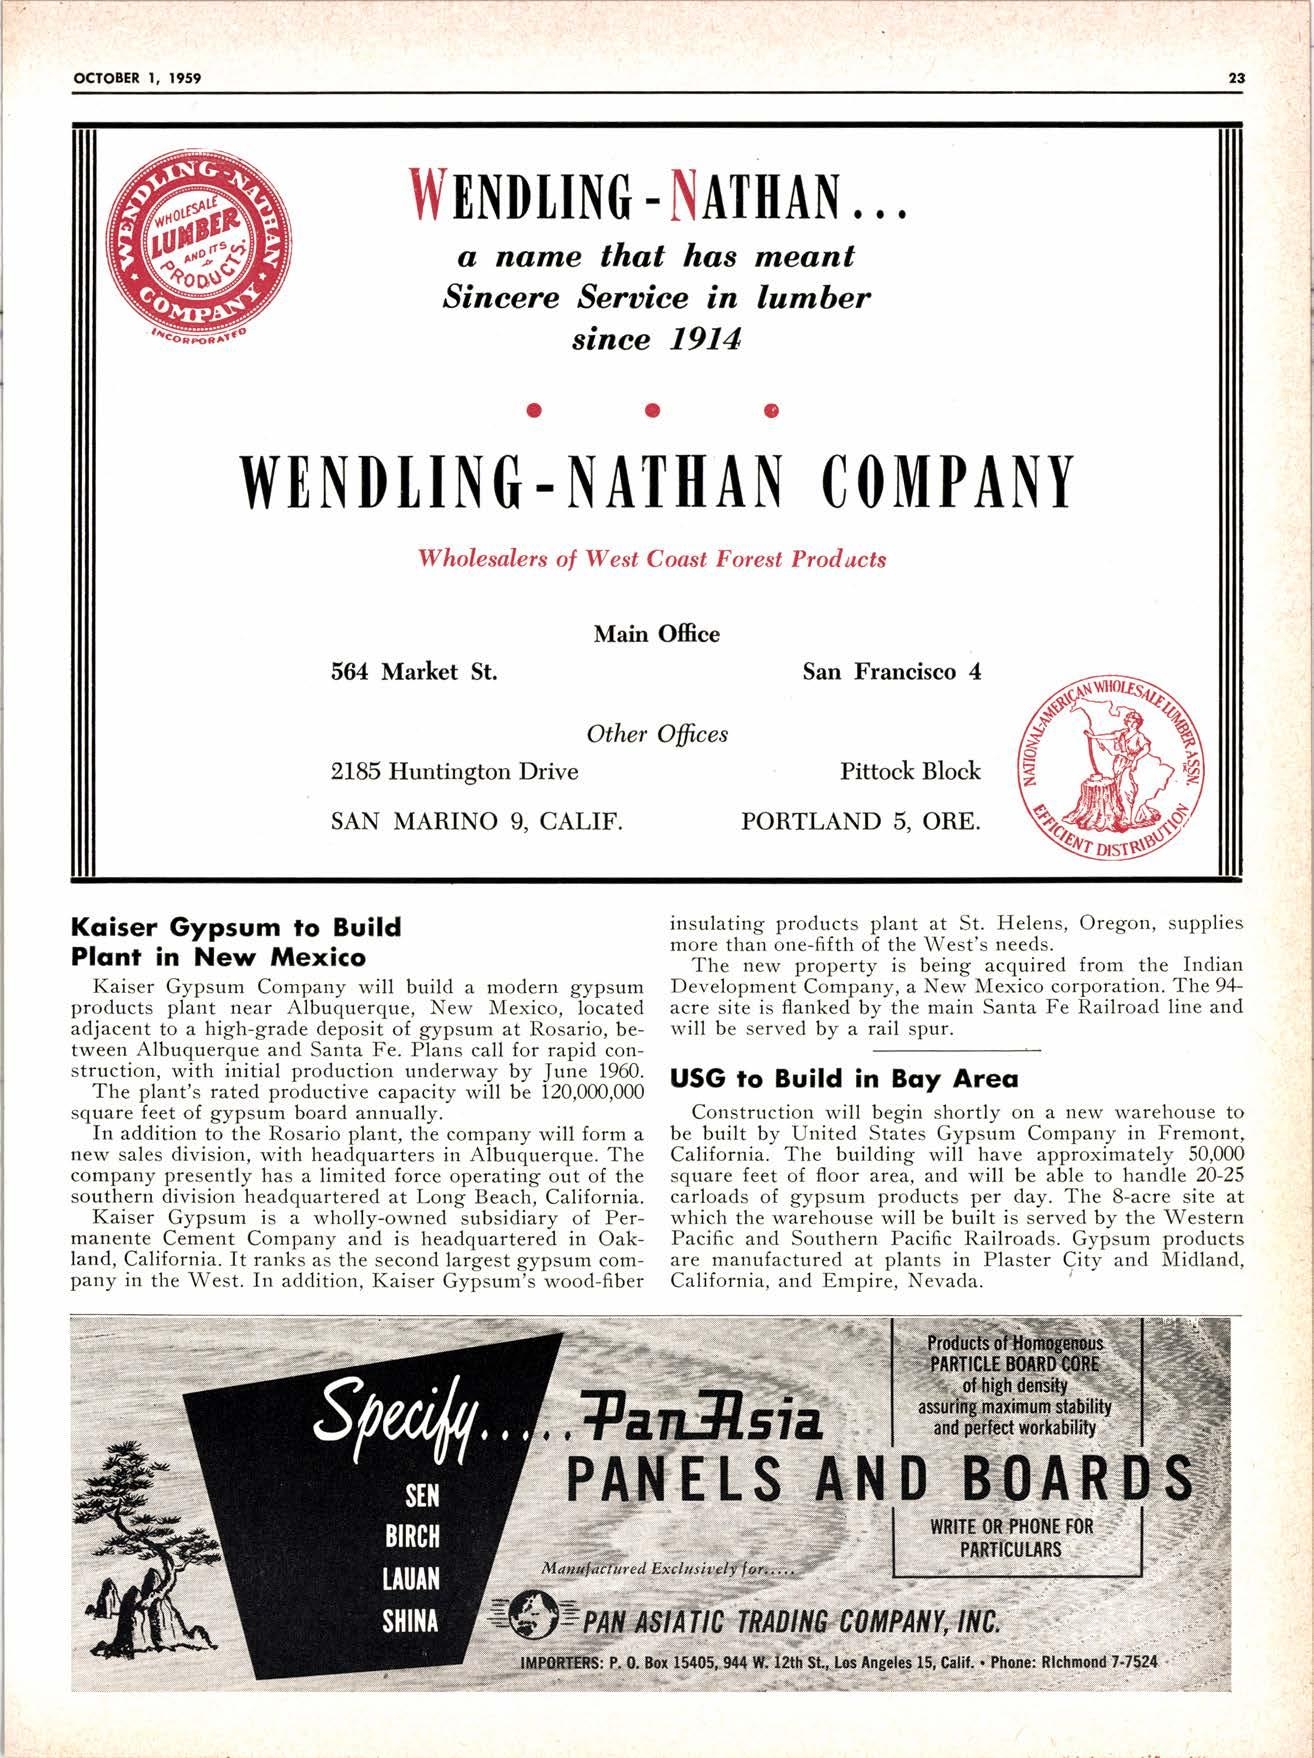 OCTOBER 1, 1959
23
WENDLING-NATHAN COMPANY
INCORPORATED
WHOLESALE
LUMBER
AND ITS
PRODUCTS.
WENDLING-NATHAN...
a name that has meant
Sincere Service in lumber
since 1914
WENDLING-NATHAN COMPANY
Wholesalers of West Coast Forest Products
Main Office
564 Market St. San Francisco 4
Other Offices
2185 Huntington Drive Pittock Block
SAN MARINO 9, CALIF. PORTLAND 5, ORE.
NATIONAL-AMERICAN WHOLESALE LUMBER ASSN.
EFFICIENT DISTRIBUTION
Kaiser Gypsum to Build
Plant in New Mexico
Kaiser Gypsum Company will build a modern gypsum
products plant near Albuquerque, New Mexico, located
adjacent to a high-grade deposit of gypsum at Rosario, be-
tween Albuquerque and Santa Fe. Plans call for rapid con-
struction, with initial production underway by June 1960.
The plant's rated productive capacity will be 120,000,000
square feet of gypsum board annually.
In addition to the Rosario plant, the company will form a
new sales division, with headquarters in Albuquerque. The
company presently has a limited force operating out of the
southern division headquartered at Long Beach, California.
Kaiser Gypsum is a wholly-owned subsidiary of Per-
manente Cement Company and is headquartered in Oak-
land, California. It ranks as the second largest gypsum com-
pany in the West. In addition, Kaiser Gypsum's wood-fiber
insulating products plant at St. Helens, Oregon, supplies
more than one-fifth of the West's needs.
The new property is being acquired from the Indian
Development Company, a New Mexico corporation. The 94-
acre site is flanked by the main Santa Fe Railroad line and
will be served by a rail spur.
USG to Build in Bay Area
Construction will begin shortly on a new warehouse to
be built by United States Gypsum Company in Fremont,
California. The building will have approximately 50,000
square feet of floor area, and will be able to handle 20-25
carloads of gypsum products per day. The 8-acre site at
which the warehouse will be built is served by the Western
Pacific and Southern Pacific Railroads. Gypsum products
are manufactured at plants in Plaster City and Midland,
California, and Empire, Nevada.
Specify.....
SEN
BIRCH
LAUAN
SHINA
..PanAsia
PANELS AND BOARDS
Products of Homogenous
PARTICLE BOARD CORE
of high density
assuring maximum stability
and perfect workability
WRITE OR PHONE FOR
PARTICULARS
Manufactured Exclusively for.....
PAN ASIATIC TRADING COMPANY, INC.
IMPORTERS: P. O. Box 15405, 944 W. 12th St., Los Angeles 15, Calif. • Phone: RIchmond 7-7524